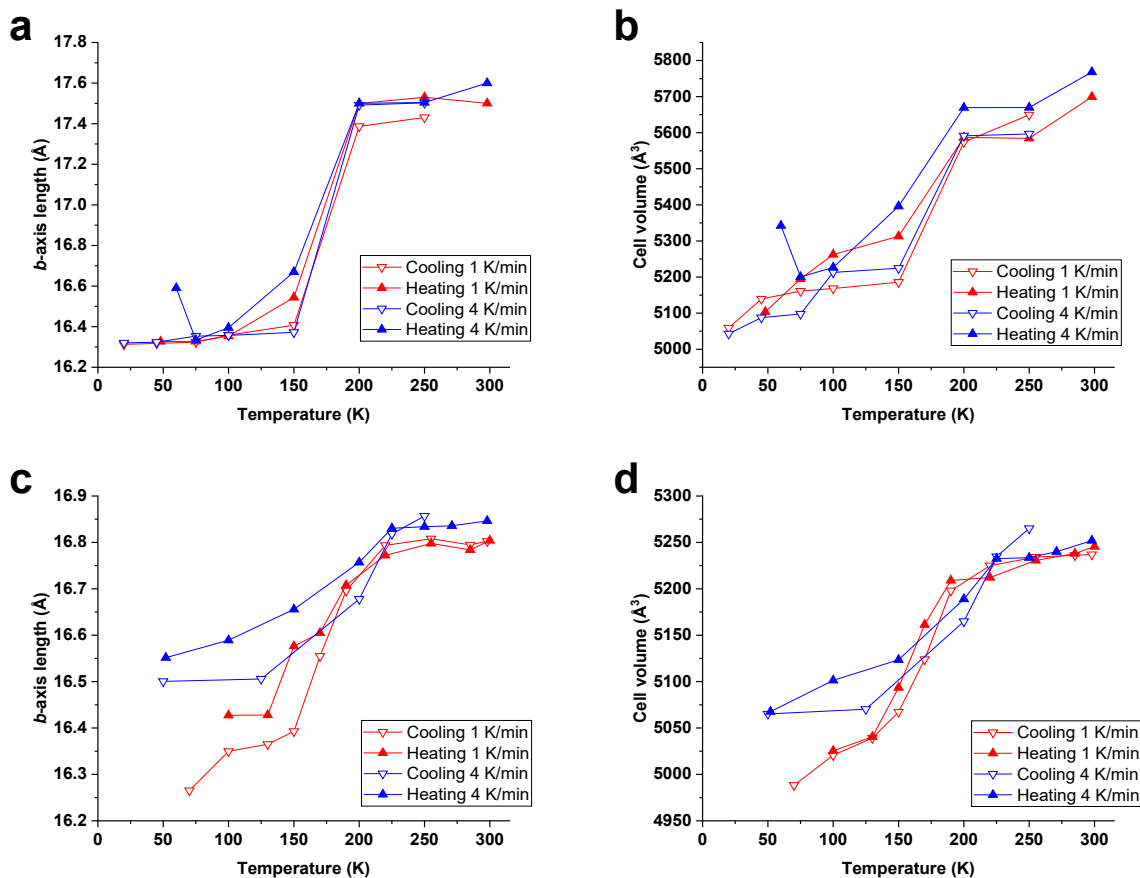 a
17.8
17.6
17.4
17.2
17.0
16.8
16.6
16.4
16.2
b-axis length (Å)
0 50 100 150 200 250 300
Temperature (K)
Cooling 1 K/min
Heating 1 K/min
Cooling 4 K/min
Heating 4 K/min
b
5800
5700
5600
5500
5400
5300
5200
5100
5000
Cell volume (Å³)
0 50 100 150 200 250 300
Temperature (K)
Cooling 1 K/min
Heating 1 K/min
Cooling 4 K/min
Heating 4 K/min
c
16.9
16.8
16.7
16.6
16.5
16.4
16.3
16.2
b-axis length (Å)
0 50 100 150 200 250 300
Temperature (K)
Cooling 1 K/min
Heating 1 K/min
Cooling 4 K/min
Heating 4 K/min
d
5300
5250
5200
5150
5100
5050
5000
4950
Cell volume (Å³)
0 50 100 150 200 250 300
Temperature (K)
Cooling 1 K/min
Heating 1 K/min
Cooling 4 K/min
Heating 4 K/min